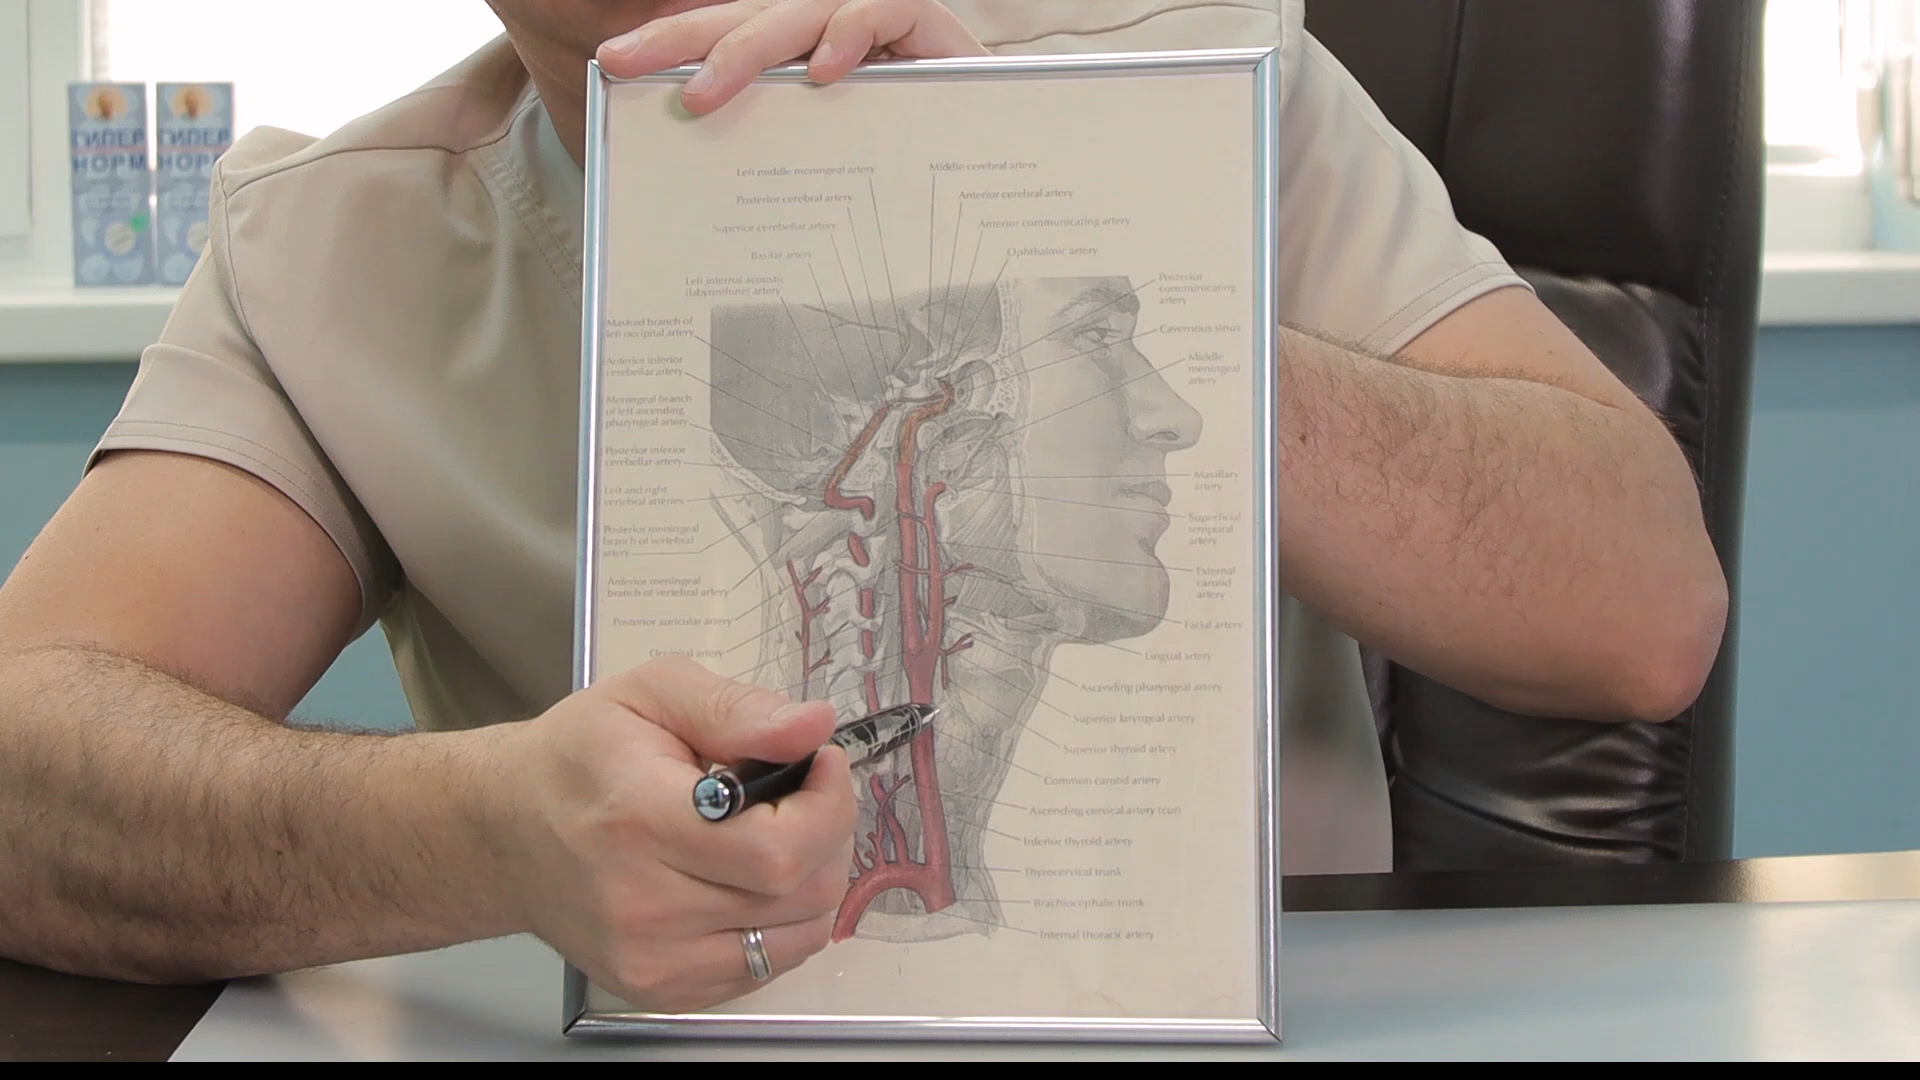 ГИПЕР
НОРМ
ГИПЕР
НОРМ
Left middle meningeal artery
Posterior cerebral artery
Superior cerebellar artery
Basilar artery
Left internal acoustic
(labyrinthine) artery
Mastoid branch of
left occipital artery
Anterior inferior
cerebellar artery
Meningeal branch
of left ascending
pharyngeal artery
Posterior inferior
cerebellar artery
Left and right
vertebral arteries
Posterior meningeal
branch of vertebral
artery
Anterior meningeal
branch of vertebral artery
Posterior auricular artery
Occipital artery
Middle cerebral artery
Anterior cerebral artery
Anterior communicating artery
Ophthalmic artery
Posterior
communicating
artery
Cavernous sinus
Middle
meningeal
artery
Maxillary
artery
Superficial
temporal
artery
External
carotid
artery
Facial artery
Lingual artery
Ascending pharyngeal artery
Superior laryngeal artery
Superior thyroid artery
Common carotid artery
Ascending cervical artery (cut)
Inferior thyroid artery
Thyrocervical trunk
Brachiocephalic trunk
Internal thoracic artery